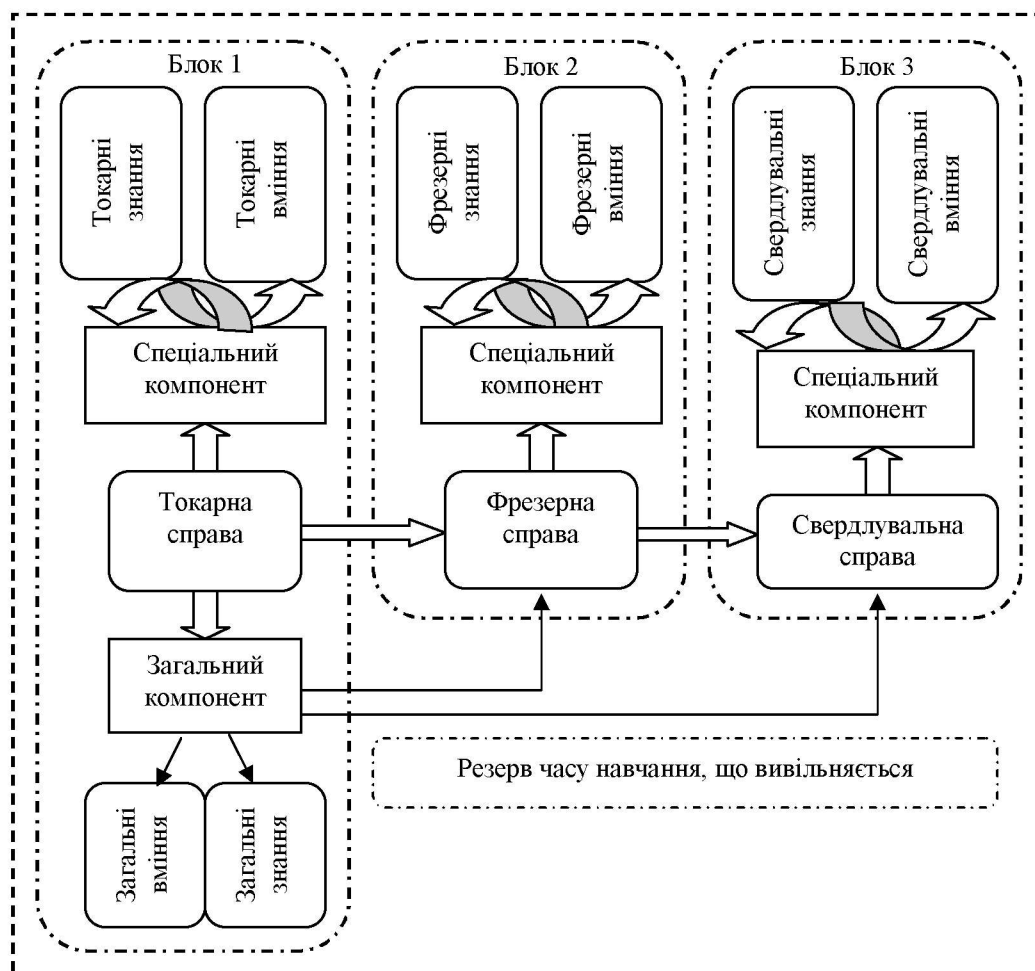 Блок 1
Токарні
знання
Токарні
вміння
Спеціальний
компонент
Токарна
справа
Загальний
компонент
Загальні
вміння
Загальні
знання
Блок 2
Фрезерні
знання
Фрезерні
вміння
Спеціальний
компонент
Фрезерна
справа
Блок 3
Свердлувальні
знання
Свердлувальні
вміння
Спеціальний
компонент
Свердлувальна
справа
Резерв часу навчання, що вивільняється